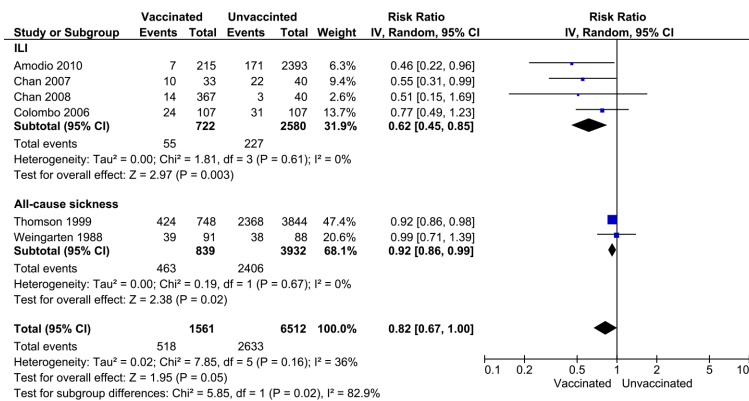 Vaccinated Unvaccinted Risk Ratio Risk Ratio
Study or Subgroup Events Total Events Total Weight IV, Random, 95% CI IV, Random, 95% CI
ILI
Amodio 2010 7 215 171 2393 6.3% 0.46 [0.22, 0.96]
Chan 2007 10 33 22 40 9.4% 0.55 [0.31, 0.99]
Chan 2008 14 367 3 40 2.6% 0.51 [0.15, 1.69]
Colombo 2006 24 107 31 107 13.7% 0.77 [0.49, 1.23]
Subtotal (95% CI) 722 2580 31.9% 0.62 [0.45, 0.85]
Total events 55 227
Heterogeneity: Tau² = 0.00; Chi² = 1.81, df = 3 (P = 0.61); I² = 0%
Test for overall effect: Z = 2.97 (P = 0.003)
All-cause sickness
Thomson 1999 424 748 2368 3844 47.4% 0.92 [0.86, 0.98]
Weingarten 1988 39 91 38 88 20.6% 0.99 [0.71, 1.39]
Subtotal (95% CI) 839 3932 68.1% 0.92 [0.86, 0.99]
Total events 463 2406
Heterogeneity: Tau² = 0.00; Chi² = 0.19, df = 1 (P = 0.67); I² = 0%
Test for overall effect: Z = 2.38 (P = 0.02)
Total (95% CI) 1561 6512 100.0% 0.82 [0.67, 1.00]
Total events 518 2633
Heterogeneity: Tau² = 0.02; Chi² = 7.85, df = 5 (P = 0.16); I² = 36%
Test for overall effect: Z = 1.95 (P = 0.05)
Test for subgroup differences: Chi² = 5.85, df = 1 (P = 0.02), I² = 82.9%
0.1 0.2 0.5 1 2 5 10
Vaccinated Unvaccinated